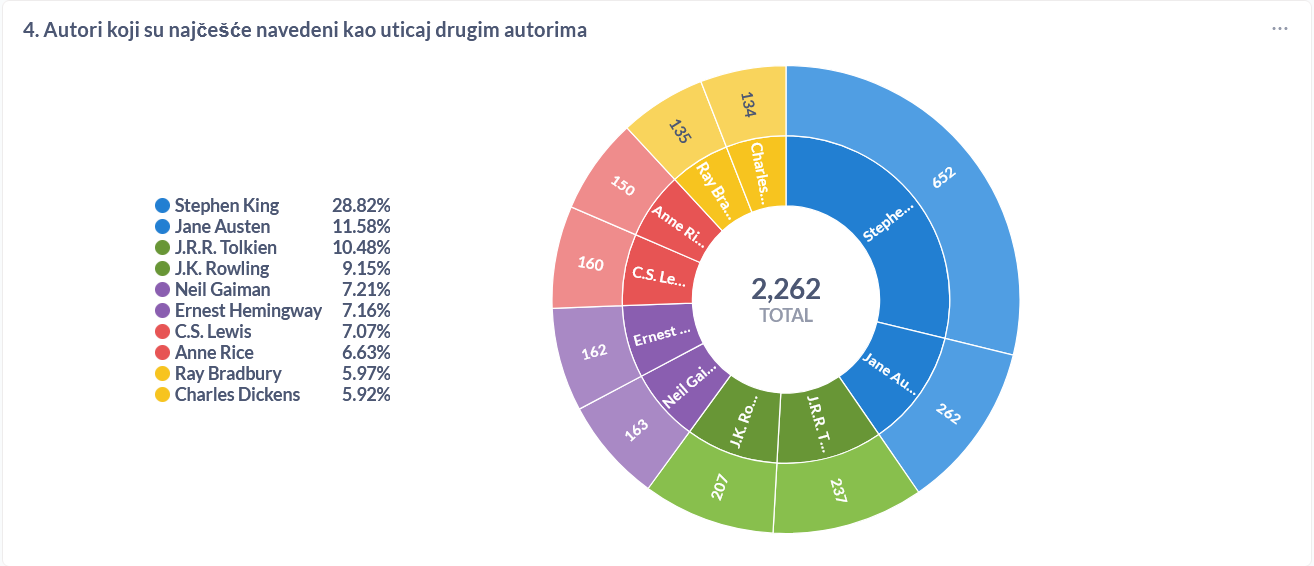 4. Autori koji su najčešće navedeni kao uticaj drugim autorima
...
Stephen King 28.82%
Jane Austen 11.58%
J.R.R. Tolkien 10.48%
J.K. Rowling 9.15%
Neil Gaiman 7.21%
Ernest Hemingway 7.16%
C.S. Lewis 7.07%
Anne Rice 6.63%
Ray Bradbury 5.97%
Charles Dickens 5.92%
2,262
TOTAL
Stephe...
652
Jane Au...
262
J.R.R. T...
237
J.K. Ro...
207
Neil Gai...
163
Ernest ...
162
C.S. Le...
160
Anne Ri...
150
Ray Bra...
135
Charles...
134